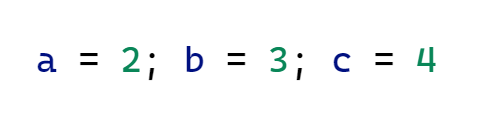 a = 2; b = 3; c = 4